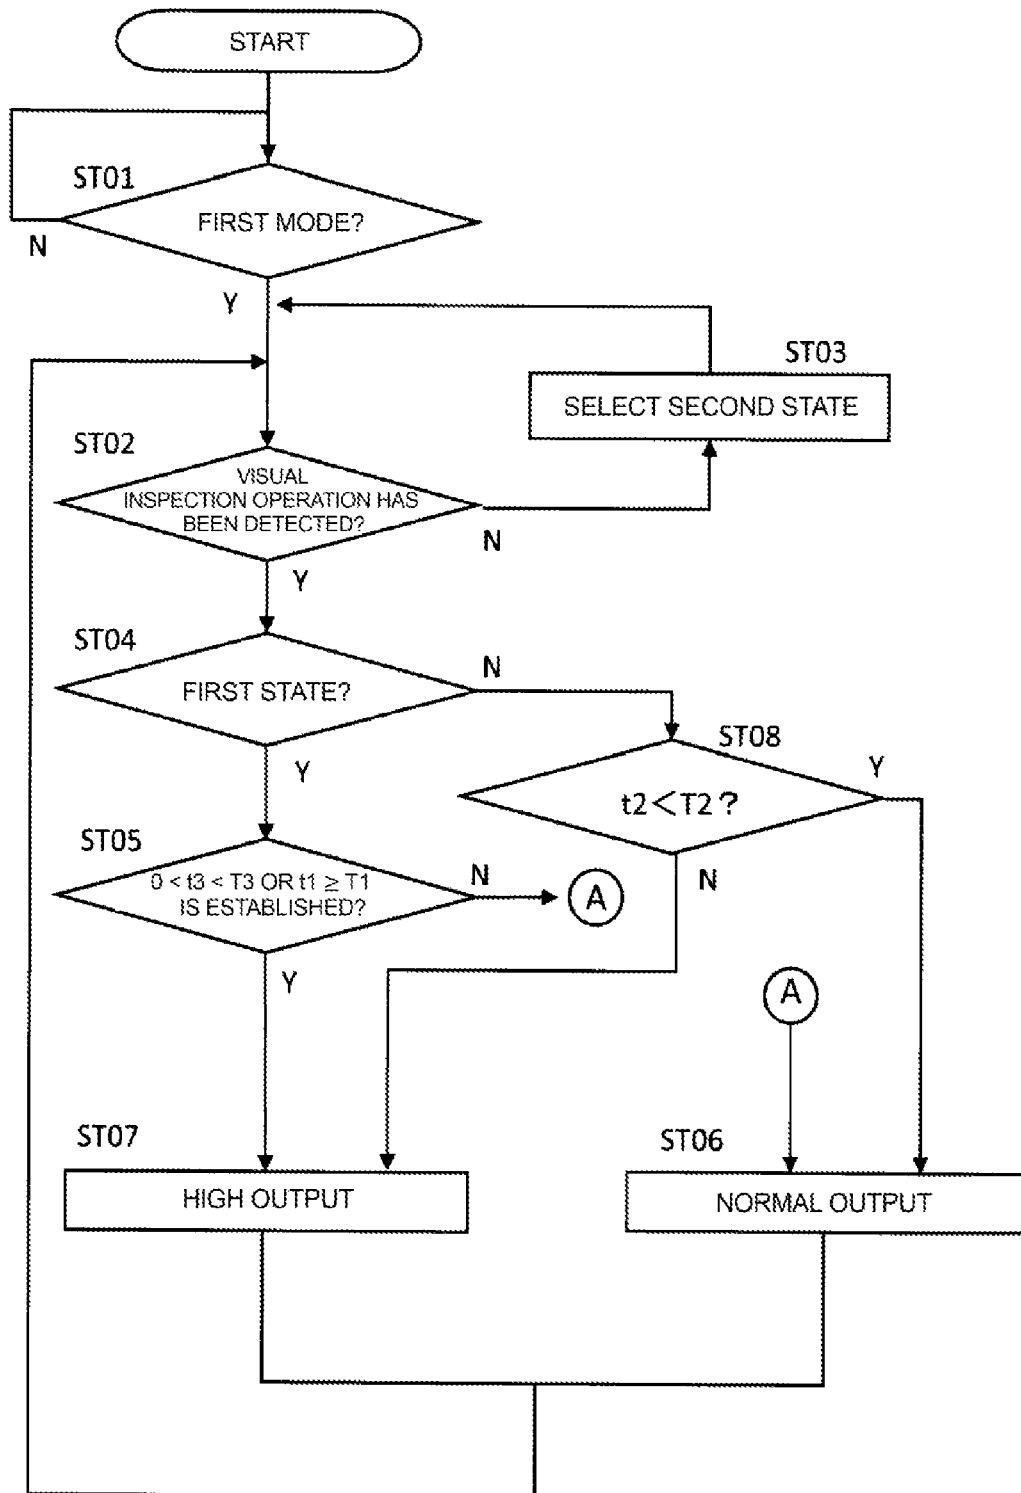 START
ST01
FIRST MODE?
N
Y
ST03
SELECT SECOND STATE
ST02
VISUAL
INSPECTION OPERATION HAS
BEEN DETECTED?
N
Y
ST04
FIRST STATE?
N
Y
ST08
t2<T2?
Y
N
ST05
0 < t3 < T3 OR t1 ≥ T1
IS ESTABLISHED?
N
A
Y
A
ST07
HIGH OUTPUT
ST06
NORMAL OUTPUT